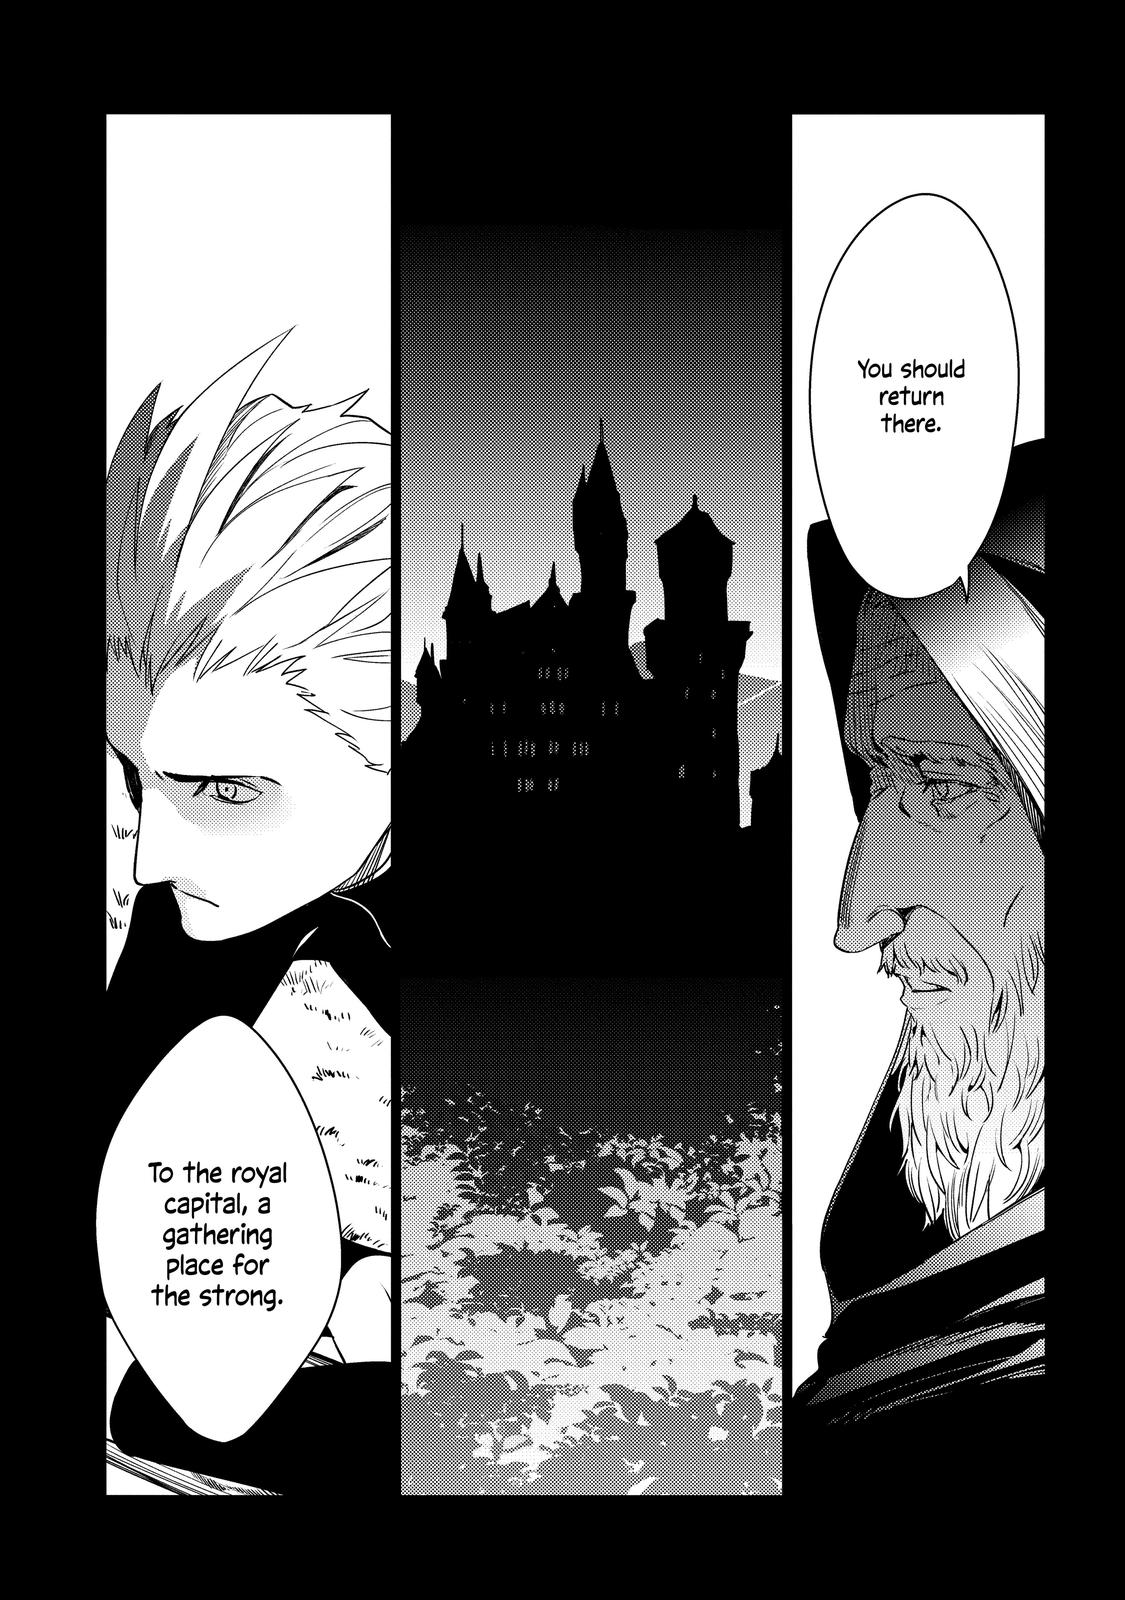 You should
return
there.
To the royal
capital, a
gathering
place for
the strong.